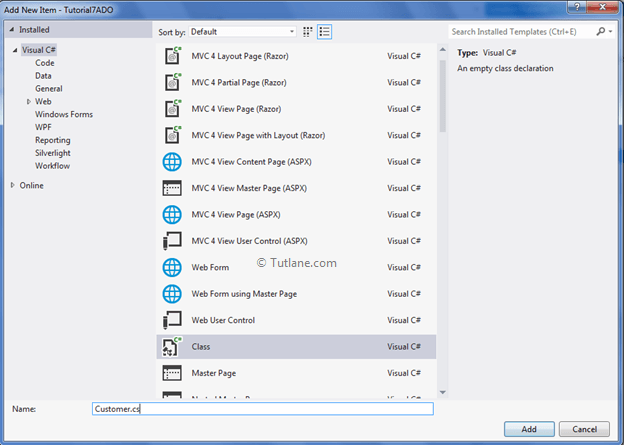 Add New Item - Tutorial7ADO
Installed
Sort by: Default
Search Installed Templates (Ctrl+E)
Visual C#
Code
Data
General
Web
Windows Forms
WPF
Reporting
Silverlight
Workflow
Online
MVC 4 Layout Page (Razor) Visual C#
MVC 4 Partial Page (Razor) Visual C#
MVC 4 View Page (Razor) Visual C#
MVC 4 View Page with Layout (Razor) Visual C#
MVC 4 View Content Page (ASPX) Visual C#
MVC 4 View Master Page (ASPX) Visual C#
MVC 4 View Page (ASPX) Visual C#
MVC 4 View User Control (ASPX) Visual C#
© Tutlane.com
Web Form Visual C#
Web Form using Master Page Visual C#
Web User Control Visual C#
Class Visual C#
Master Page Visual C#
Type: Visual C#
An empty class declaration
Name: Customer.cs
Add Cancel